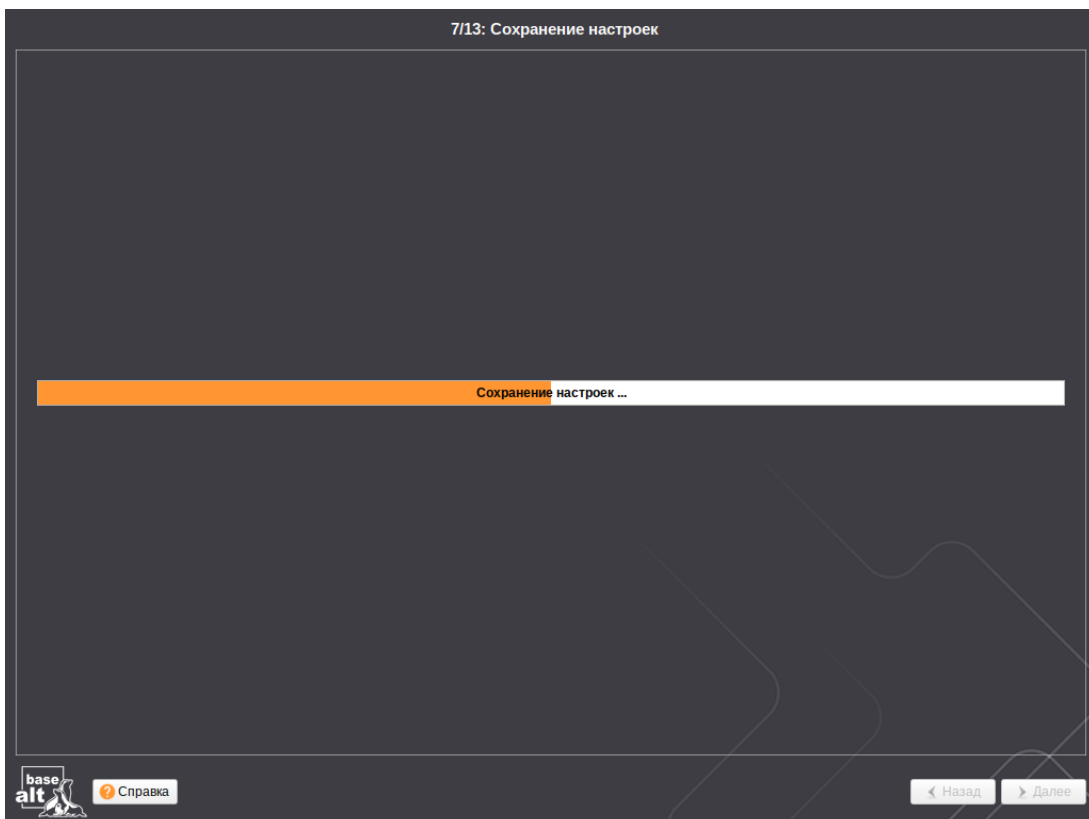 7/13: Сохранение настроек
Сохранение настроек ...
base
alt
Справка
Назад
Далее